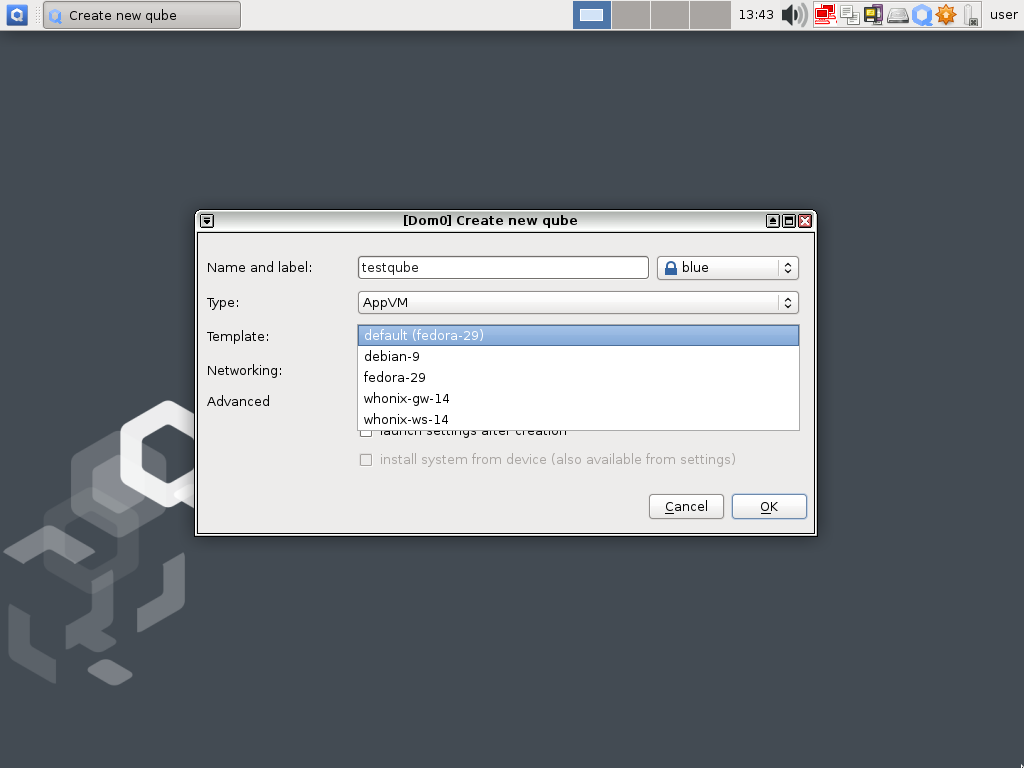 Create new qube
13:43
user
[Dom0] Create new qube
Name and label:
testqube
blue
Type:
AppVM
Template:
default (fedora-29)
debian-9
fedora-29
whonix-gw-14
whonix-ws-14
Networking:
Advanced
launch settings after creation
install system from device (also available from settings)
Cancel
OK